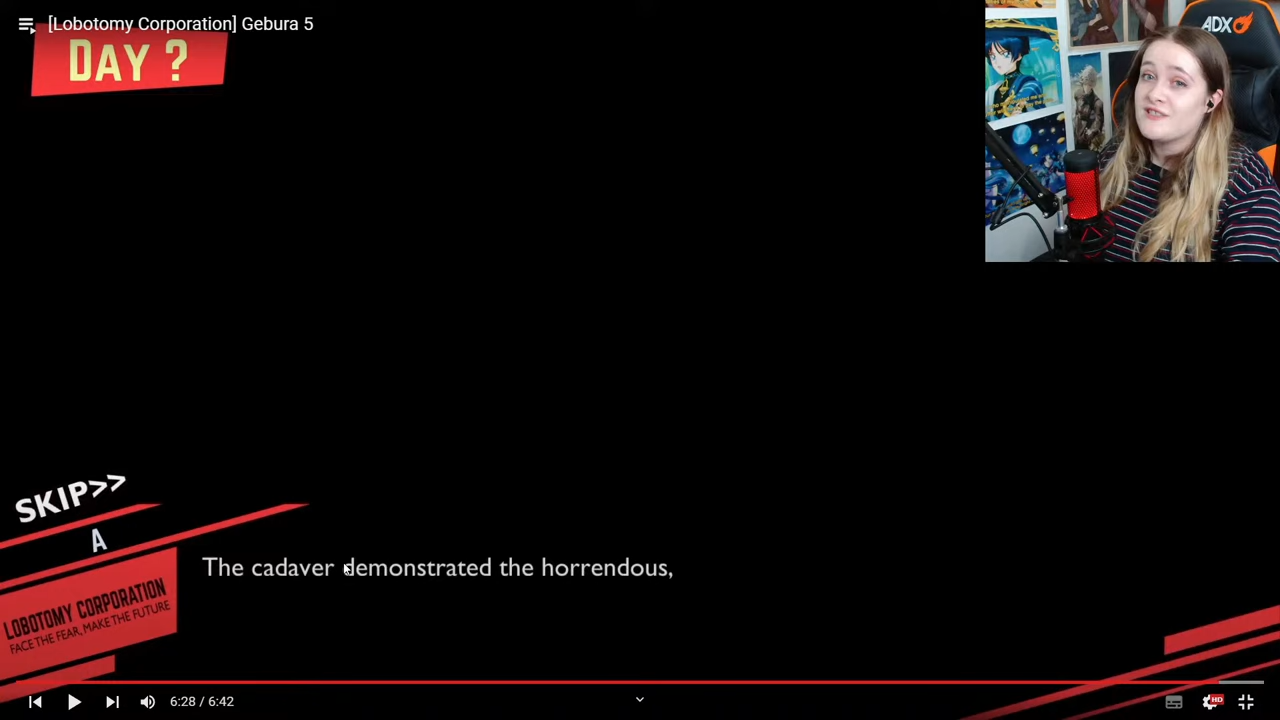 [Lobotomy Corporation] Gebura 5
DAY ?
ADX
SKIP>>
A
The cadaver demonstrated the horrendous,
LOBOTOMY CORPORATION
FACE THE FEAR, MAKE THE FUTURE
6:28 / 6:42
HD